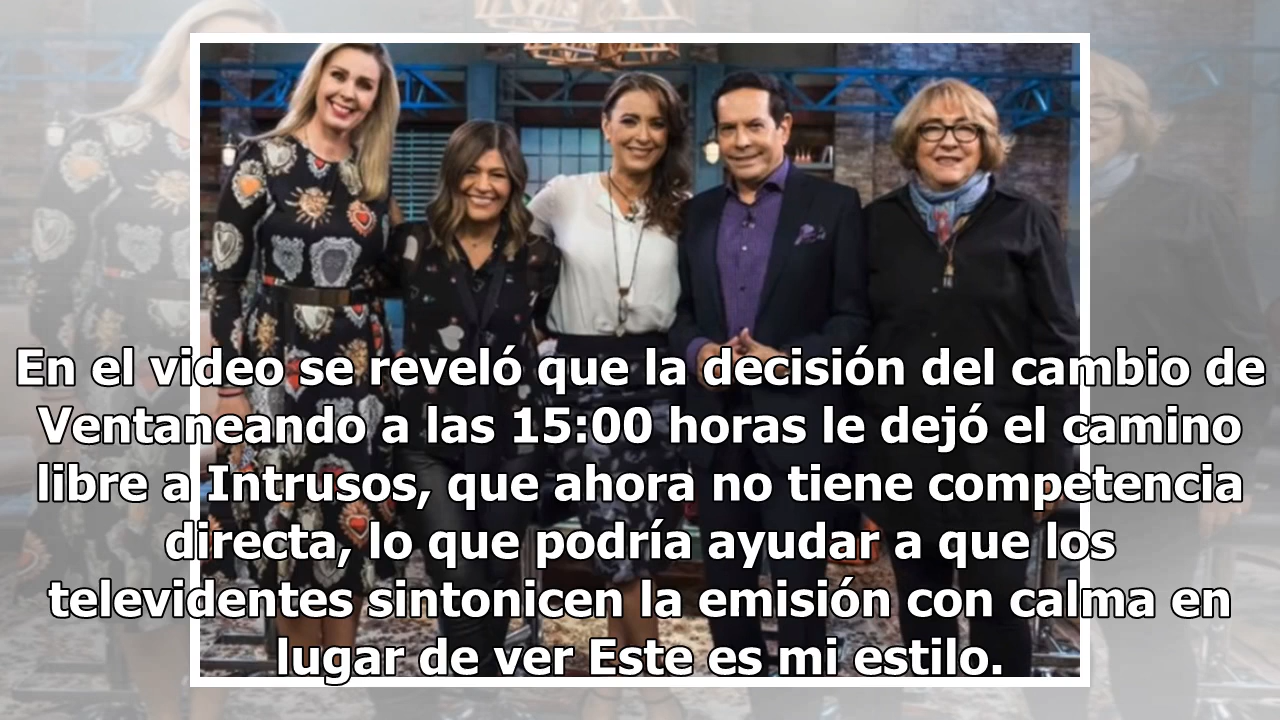 En el video se reveló que la decisión del cambio de
Ventaneando a las 15:00 horas le dejó el camino
libre a Intrusos, que ahora no tiene competencia
directa, lo que podría ayudar a que los
televidentes sintonicen la emisión con calma en
lugar de ver Este es mi estilo.